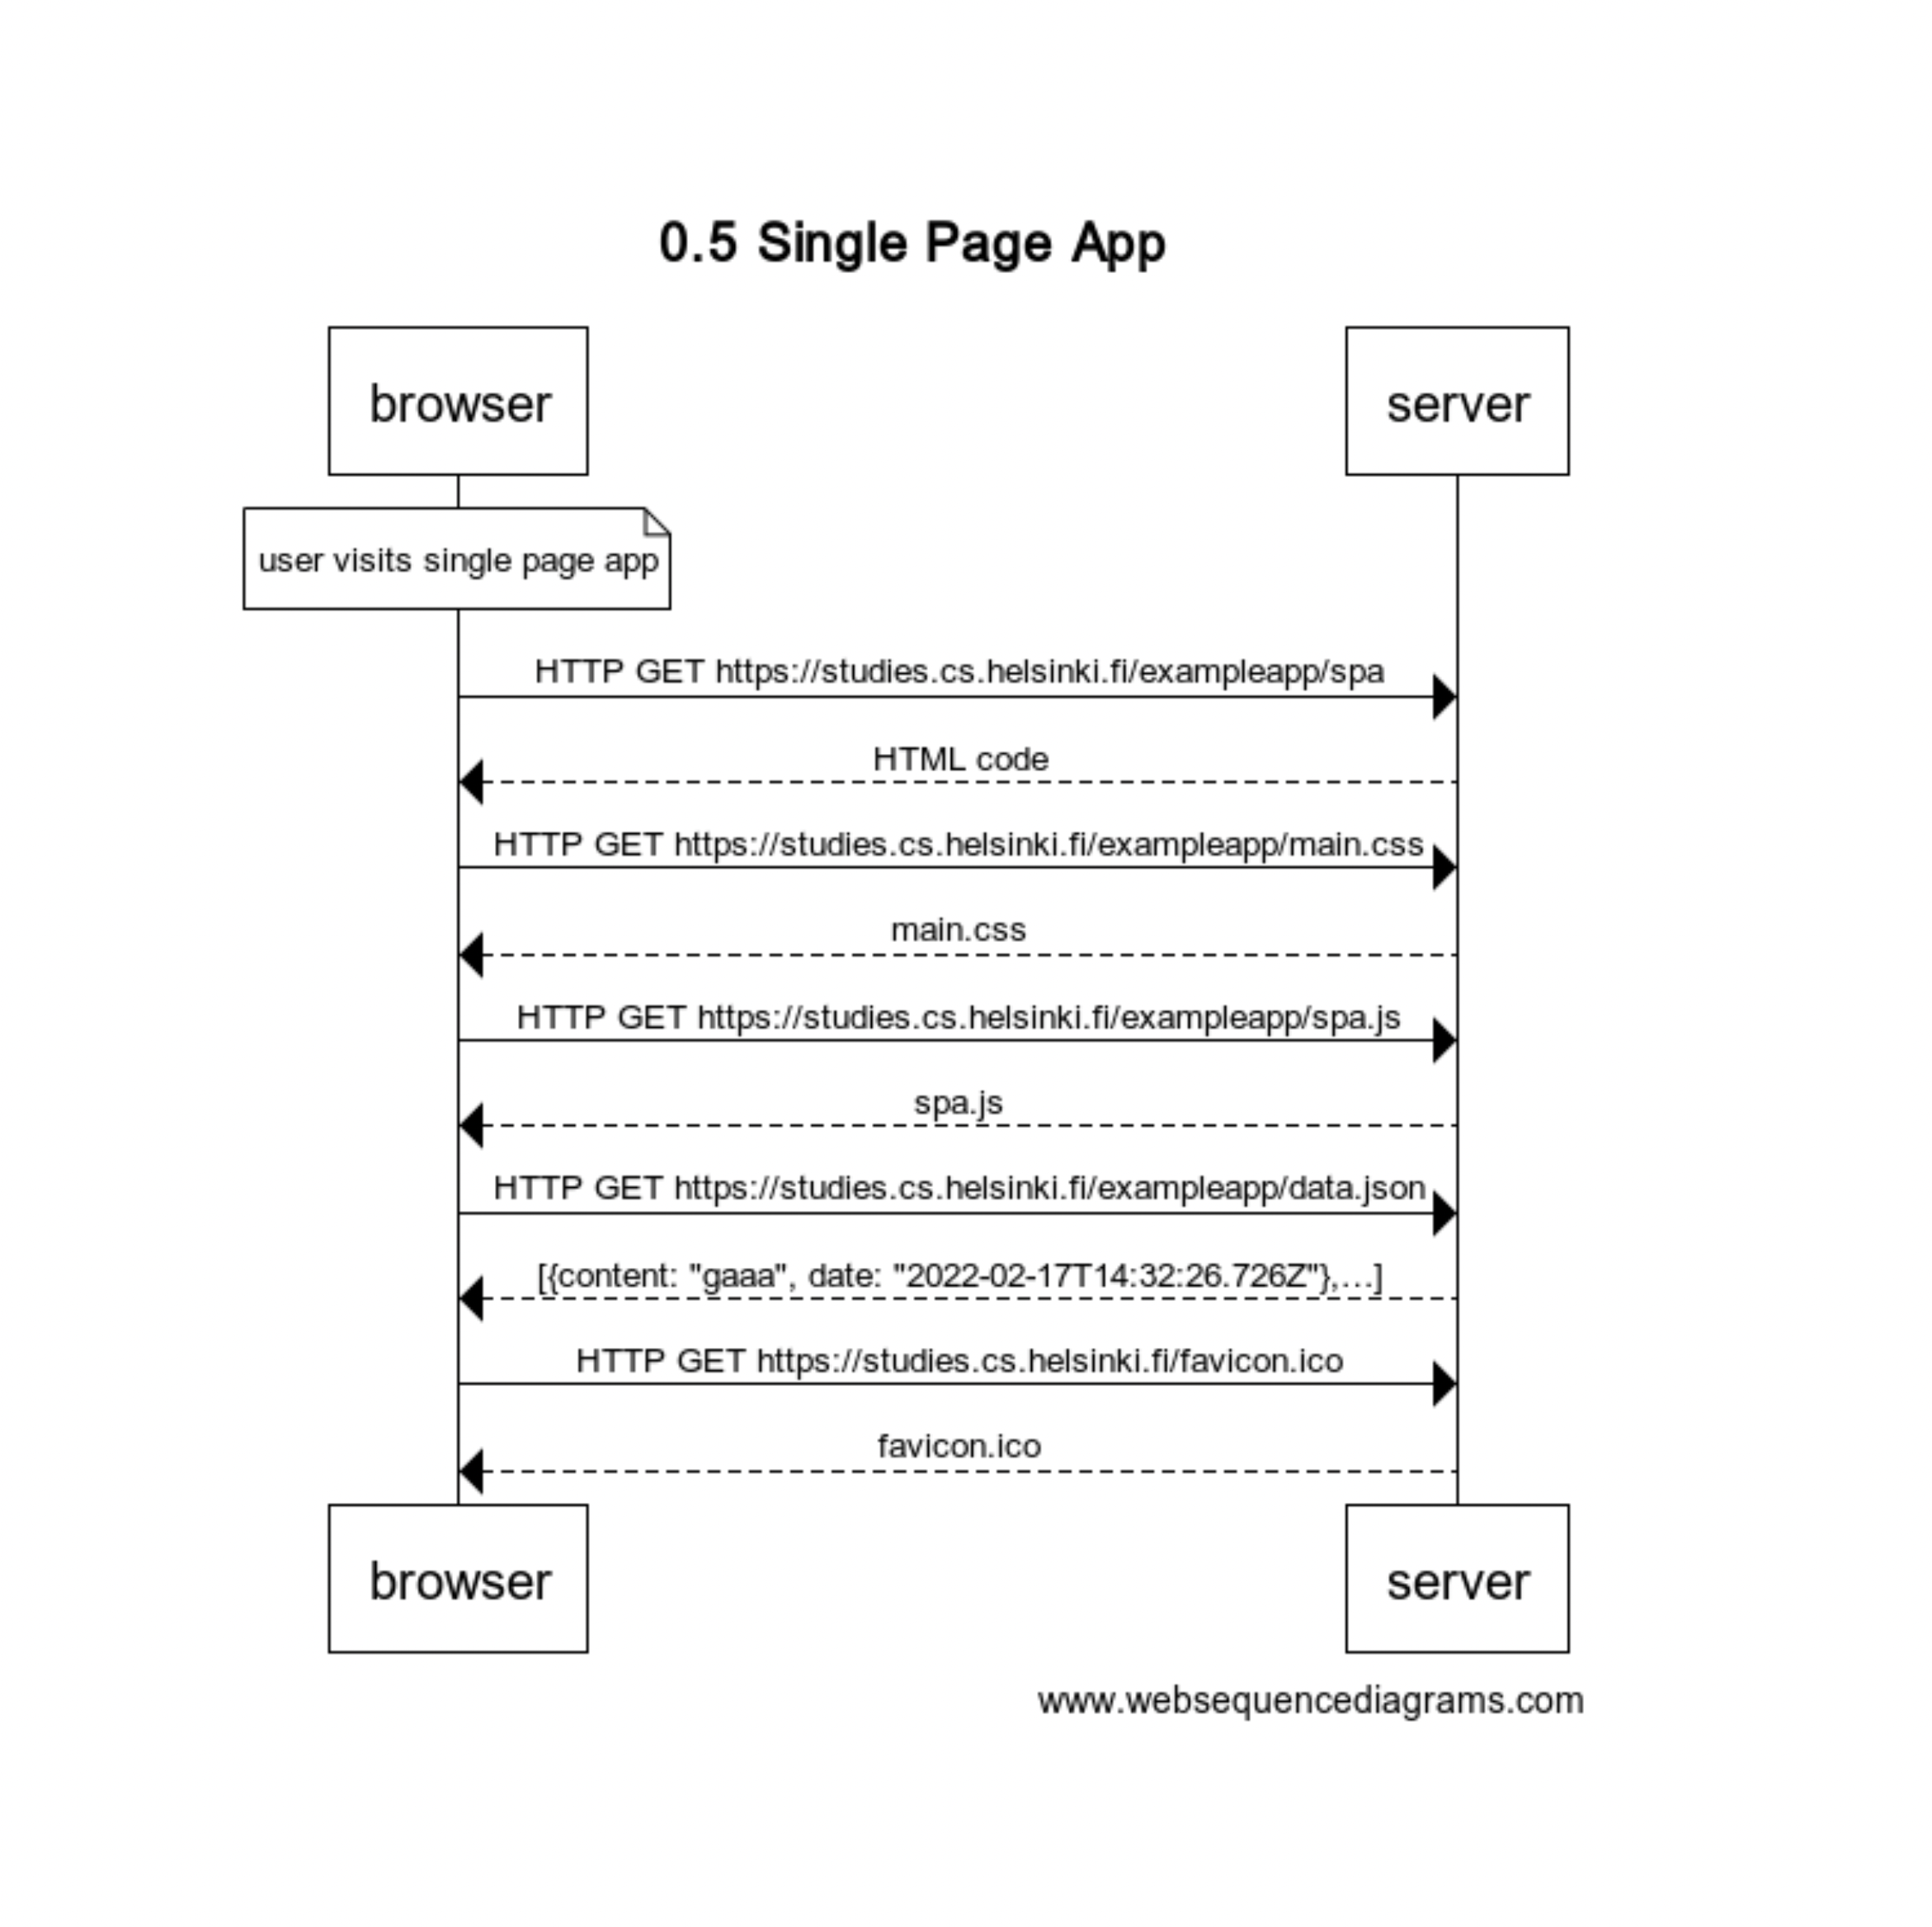 0.5 Single Page App
browser
server
user visits single page app
HTTP GET https://studies.cs.helsinki.fi/exampleapp/spa
HTML code
HTTP GET https://studies.cs.helsinki.fi/exampleapp/main.css
main.css
HTTP GET https://studies.cs.helsinki.fi/exampleapp/spa.js
spa.js
HTTP GET https://studies.cs.helsinki.fi/exampleapp/data.json
[{content: "gaaa", date: "2022-02-17T14:32:26.726Z"},…]
HTTP GET https://studies.cs.helsinki.fi/favicon.ico
favicon.ico
browser
server
www.websequencediagrams.com